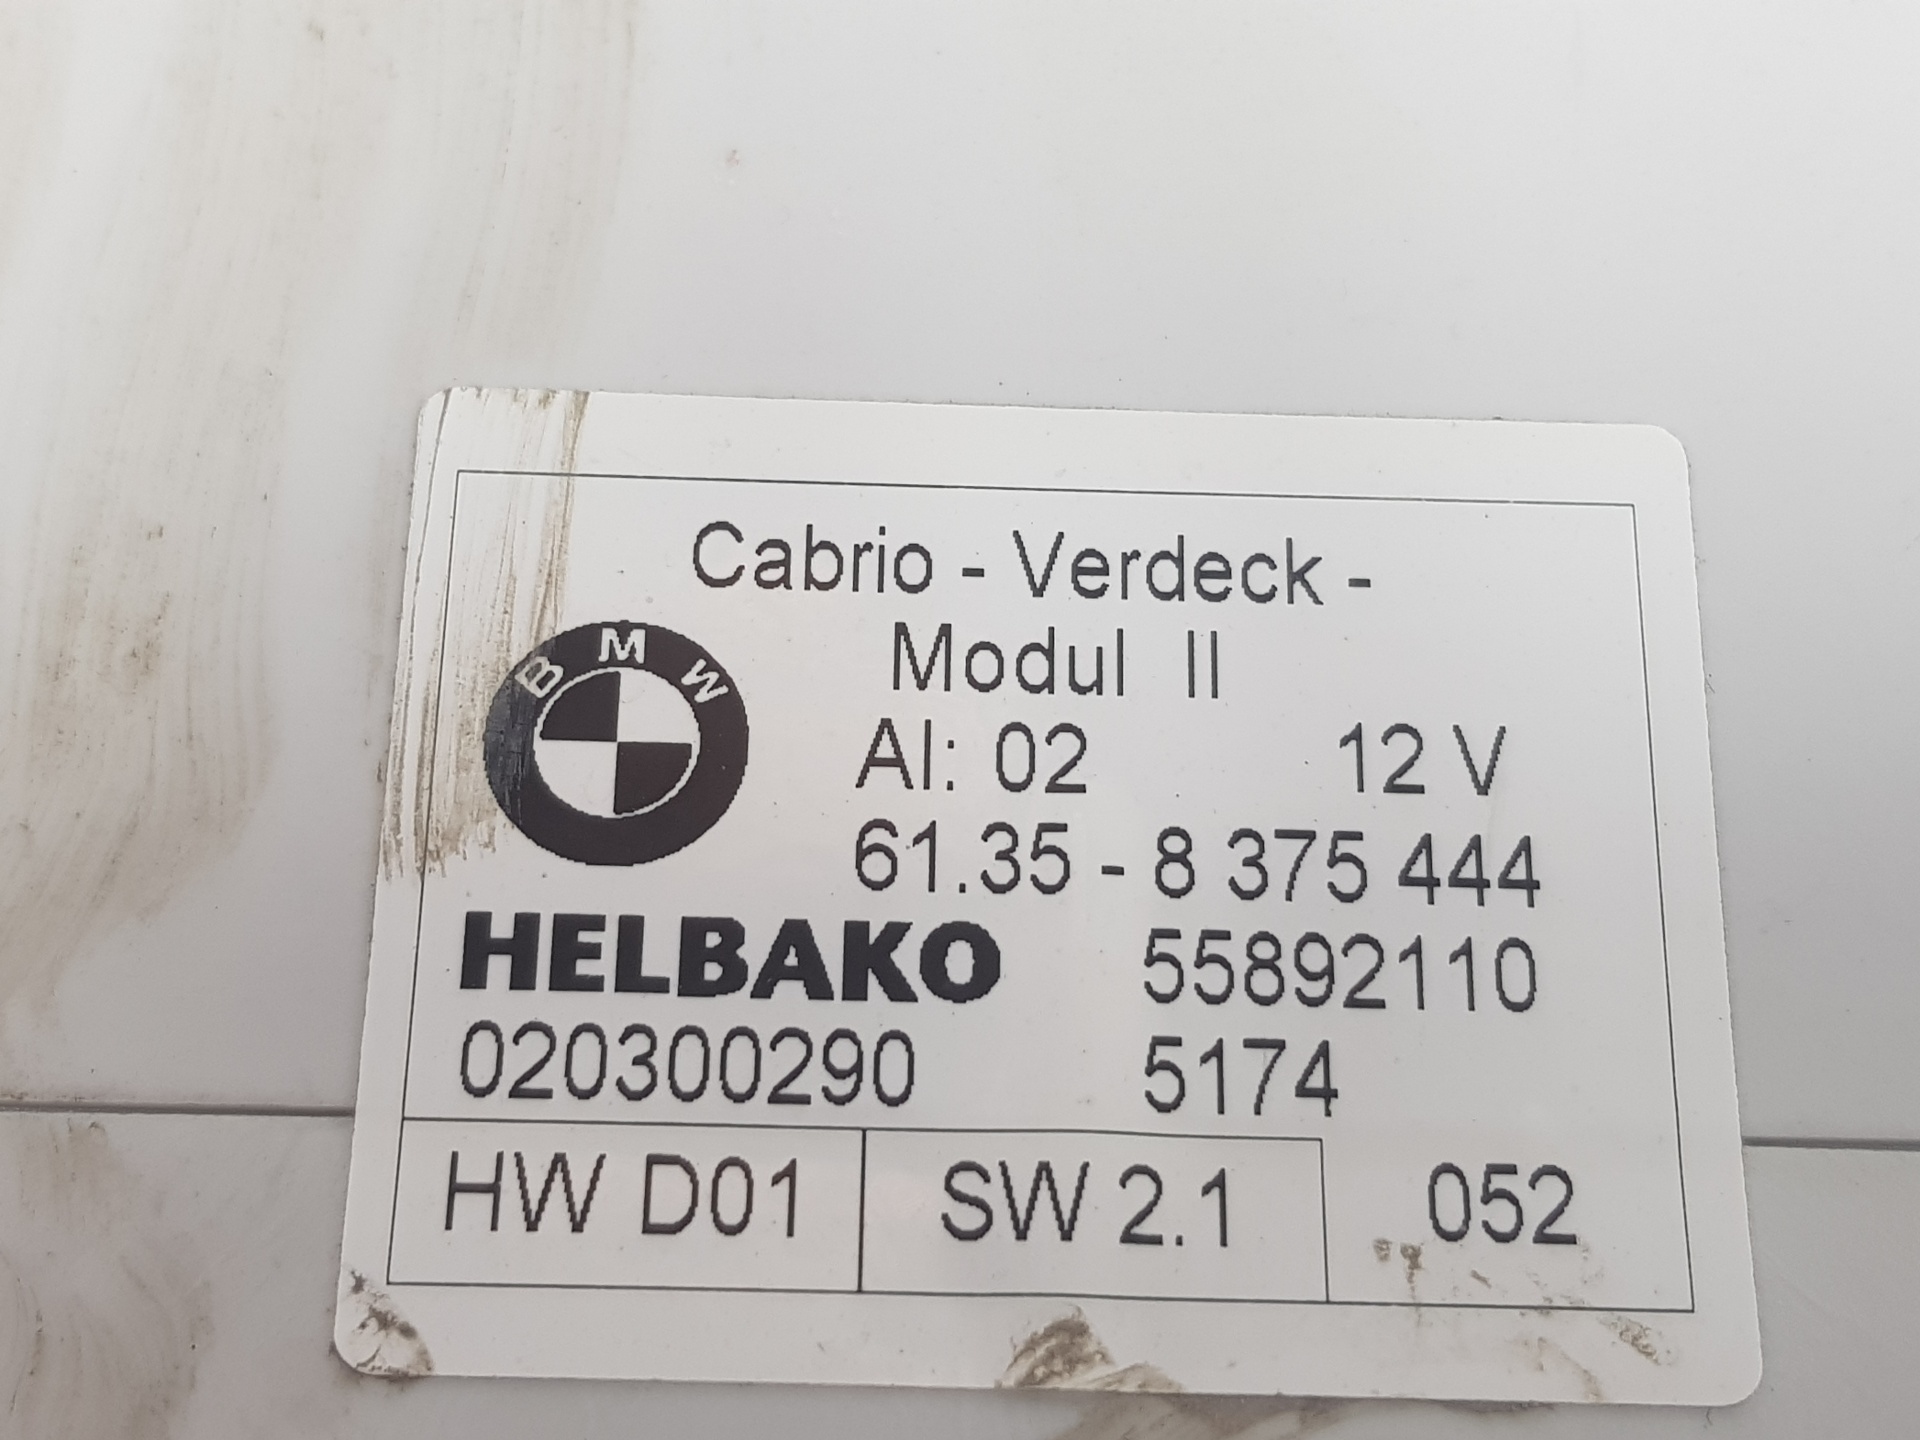 Cabrio - Verdeck -
Modul II
BMW
AI: 02 12 V
61.35 - 8 375 444
HELBAKO 55892110
020300290 5174
HW D01 SW 2.1 052